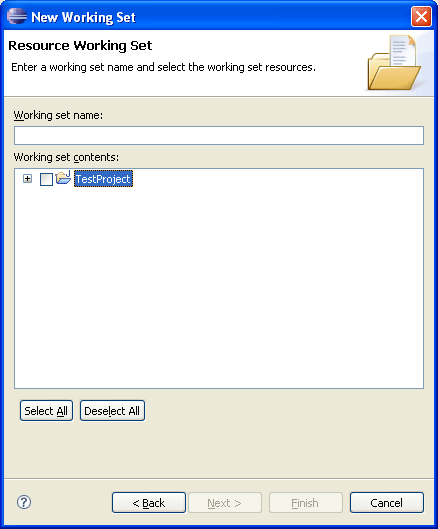 New Working Set
Resource Working Set
Enter a working set name and select the working set resources.
Working set name:
Working set contents:
TestProject
Select All Deselect All
? < Back Next > Finish Cancel